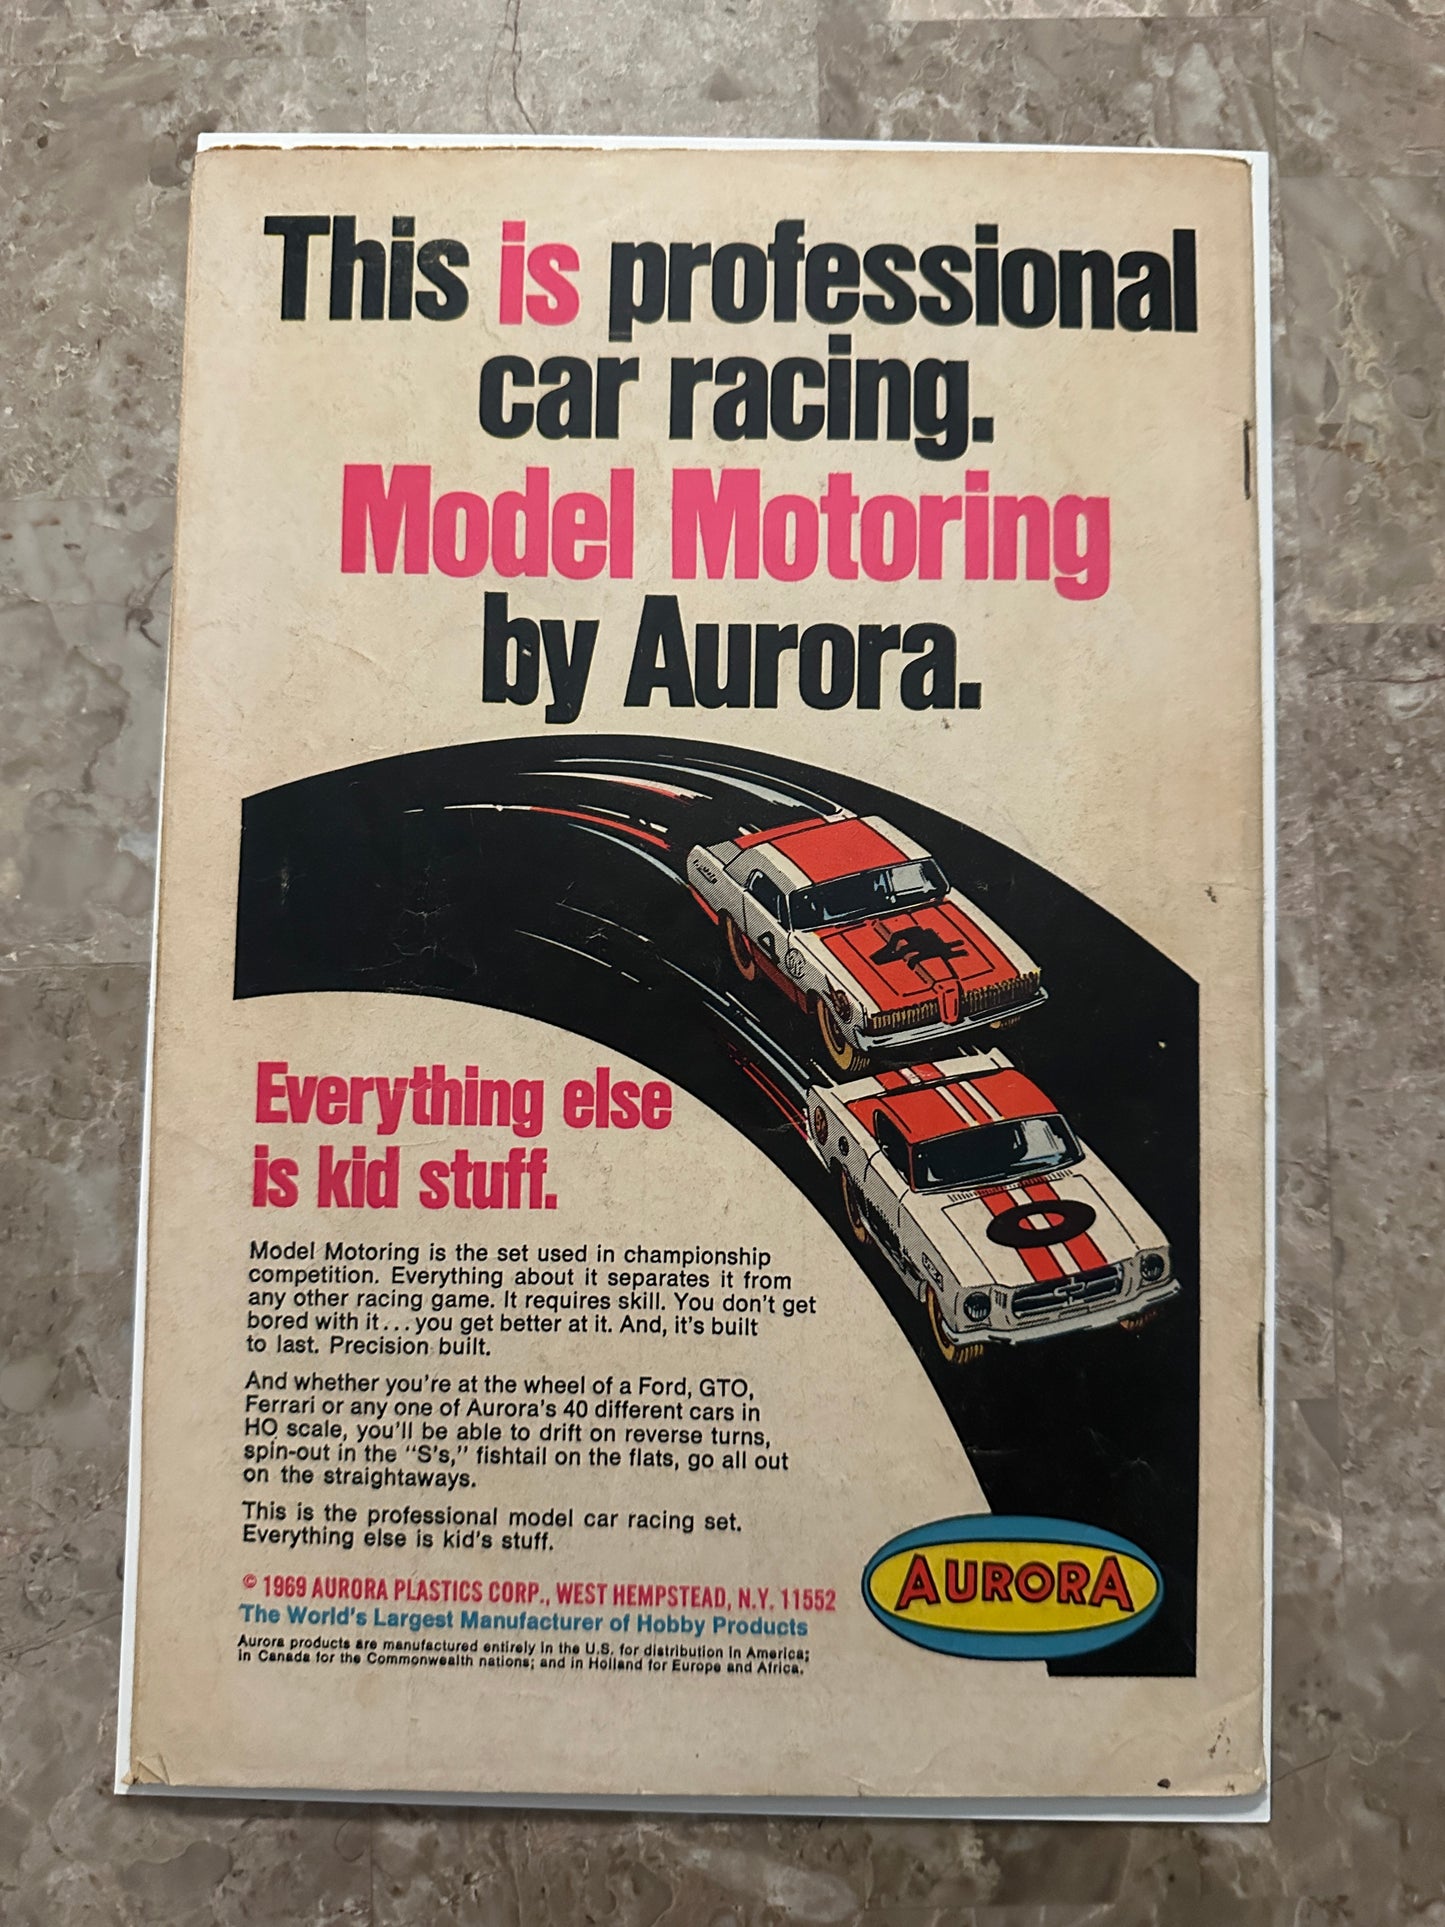 This is professional
car racing.
Model Motoring
by Aurora.
4
0
Everything else
is kid stuff.
Model Motoring is the set used in championship
competition. Everything about it separates it from
any other racing game. It requires skill. You don't get
bored with it...you get better at it. And, it's built
to last. Precision built.
And whether you're at the wheel of a Ford, GTO,
Ferrari or any one of Aurora's 40 different cars in
HO scale, you'll be able to drift on reverse turns,
spin-out in the "S's," fishtail on the flats, go all out
on the straightaways.
This is the professional model car racing set.
Everything else is kid's stuff.
© 1969 AURORA PLASTICS CORP., WEST HEMPSTEAD, N.Y. 11552
The World's Largest Manufacturer of Hobby Products
Aurora products are manufactured entirely in the U.S. for distribution in America;
in Canada for the Commonwealth nations; and in Holland for Europe and Africa.
AURORA